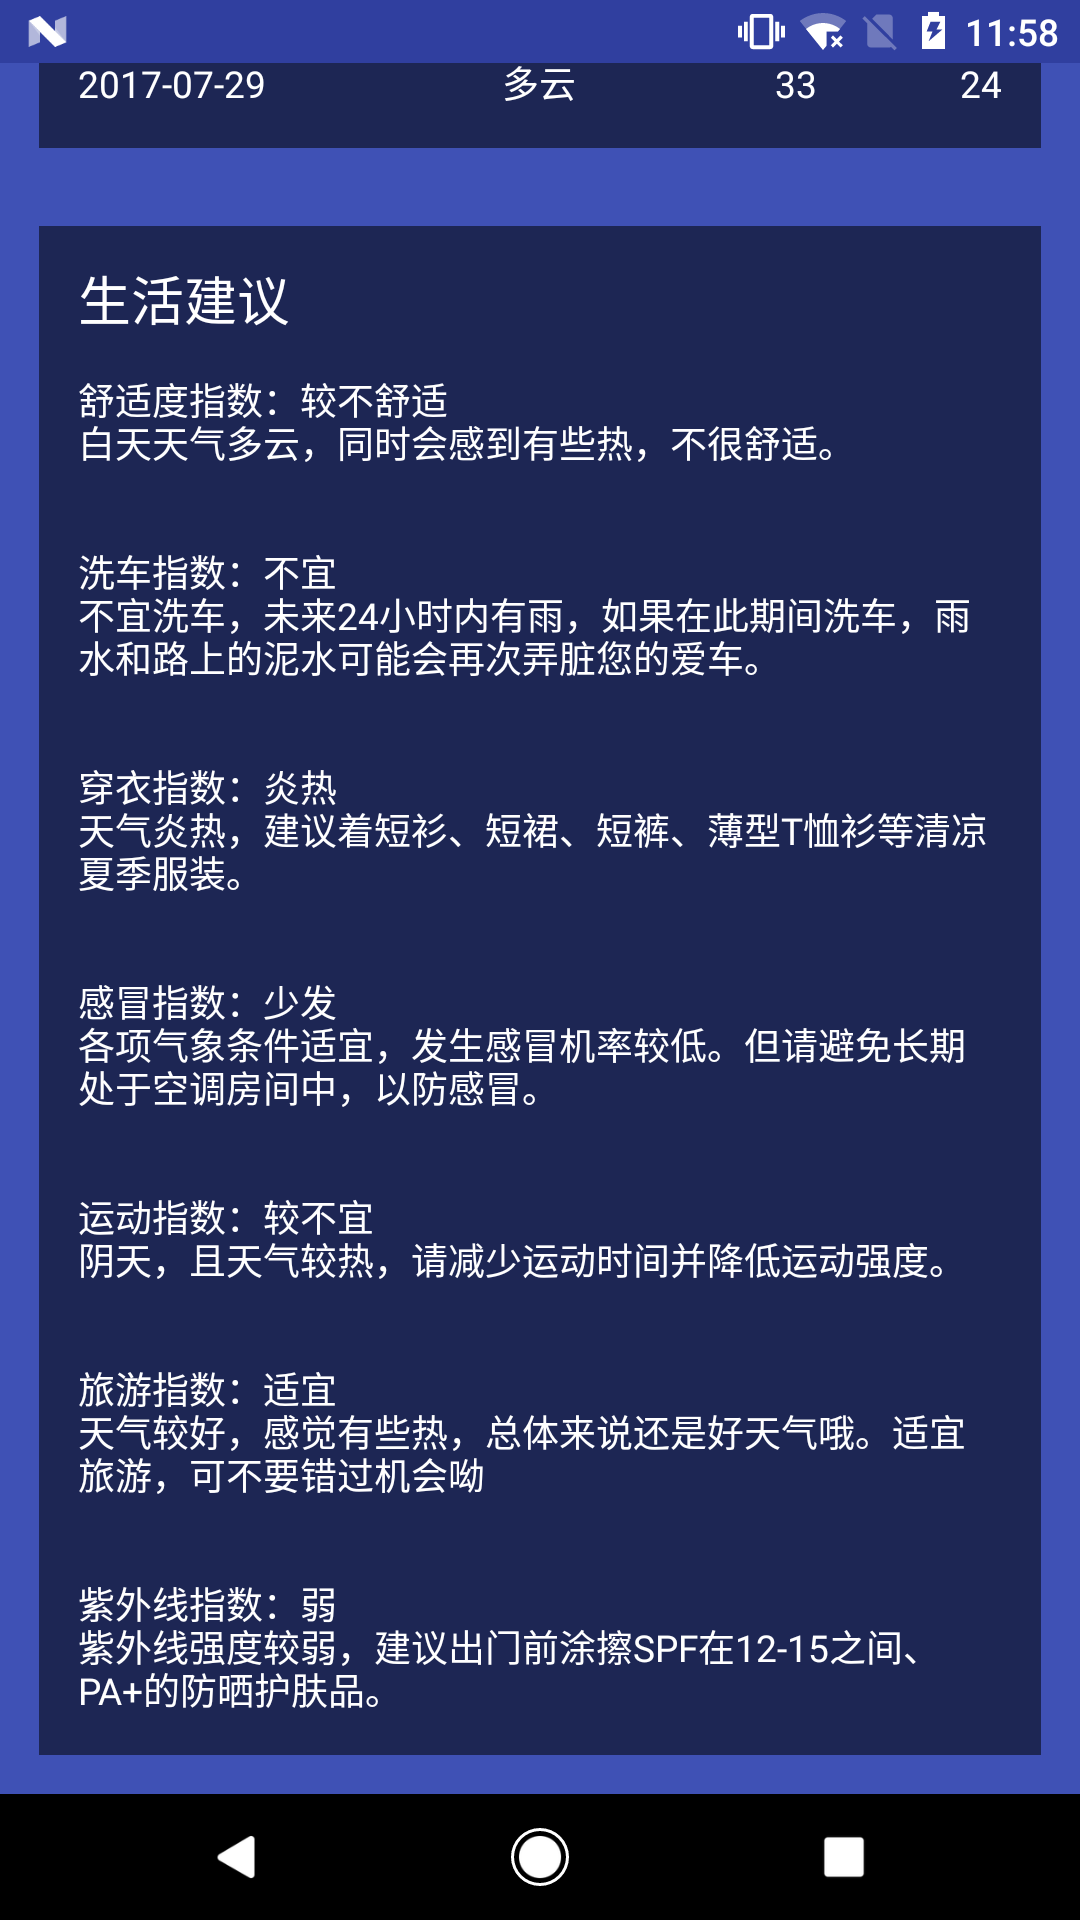 11:58
2017-07-29 多云 33 24
生活建议
舒适度指数：较不舒适
白天天气多云，同时会感到有些热，不很舒适。
洗车指数：不宜
不宜洗车，未来24小时内有雨，如果在此期间洗车，雨
水和路上的泥水可能会再次弄脏您的爱车。
穿衣指数：炎热
天气炎热，建议着短衫、短裙、短裤、薄型T恤衫等清凉
夏季服装。
感冒指数：少发
各项气象条件适宜，发生感冒机率较低。但请避免长期
处于空调房间中，以防感冒。
运动指数：较不宜
阴天，且天气较热，请减少运动时间并降低运动强度。
旅游指数：适宜
天气较好，感觉有些热，总体来说还是好天气哦。适宜
旅游，可不要错过机会呦
紫外线指数：弱
紫外线强度较弱，建议出门前涂擦SPF在12-15之间、
PA+的防晒护肤品。